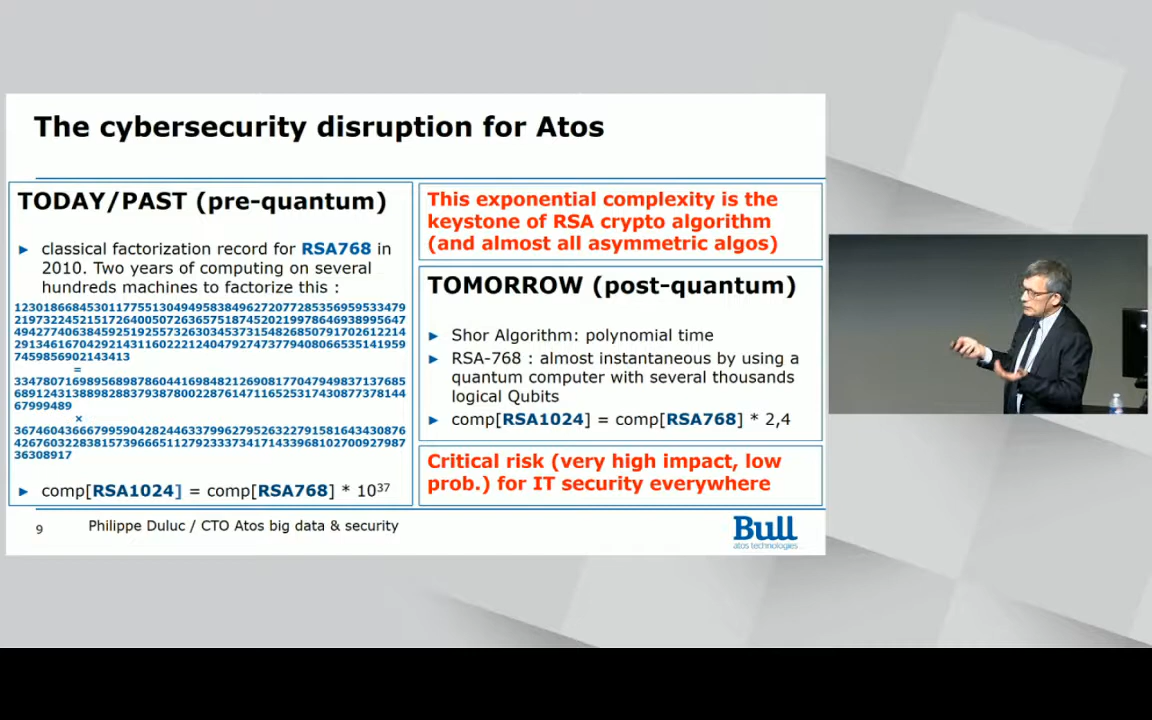 The cybersecurity disruption for Atos
TODAY/PAST (pre-quantum)
► classical factorization record for RSA768 in
2010. Two years of computing on several
hundreds machines to factorize this :
1230186684530117755130494958384962720772853569595334792197322452151726400507263657518745202199786469389956474942774063845925192557326303453731548268507917026122142913461670429214311602221240479274737794080665351419597459856902143413
=
33478071698956898786044169848212690817704794983713768568912431388982883793878002287614711652531743087737814467999489
×
36746043666799590428244633799627952632279158164343087642676032283815739666511279233373417143396810270092798736308917
► comp[RSA1024] = comp[RSA768] * 10³⁷
This exponential complexity is the
keystone of RSA crypto algorithm
(and almost all asymmetric algos)
TOMORROW (post-quantum)
► Shor Algorithm: polynomial time
► RSA-768 : almost instantaneous by using a
quantum computer with several thousands
logical Qubits
► comp[RSA1024] = comp[RSA768] * 2,4
Critical risk (very high impact, low
prob.) for IT security everywhere
9
Philippe Duluc / CTO Atos big data & security
Bull
atos technologies